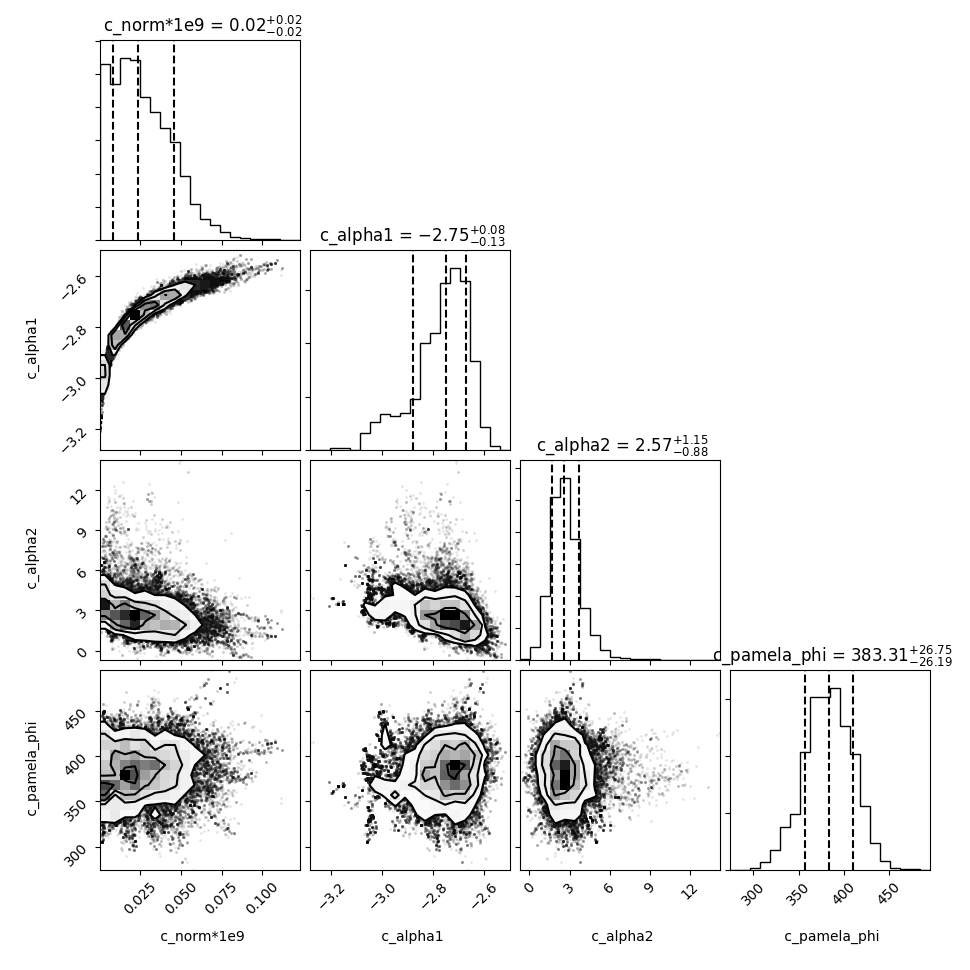 c_norm*1e9 = 0.02+0.02 −0.02
c_alpha1 = −2.75+0.08 −0.13
c_alpha2 = 2.57+1.15 −0.88
c_pamela_phi = 383.31+26.75 −26.19
c_alpha1
−2.6
−2.8
−3.0
−3.2
c_alpha2
12
9
6
3
0
c_pamela_phi
450
400
350
300
0.025 0.050 0.075 0.100
−3.2 −3.0 −2.8 −2.6
0 3 6 9 12
300 350 400 450
c_norm*1e9 c_alpha1 c_alpha2 c_pamela_phi